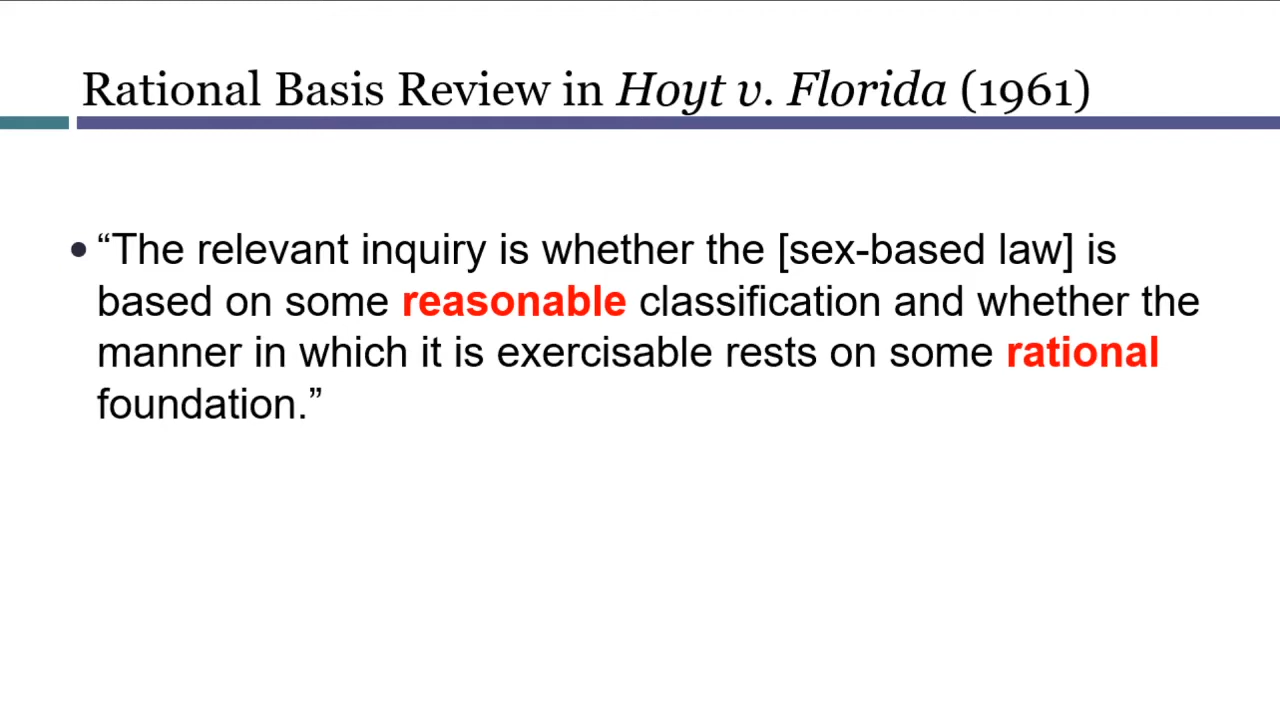 Rational Basis Review in Hoyt v. Florida (1961)
• “The relevant inquiry is whether the [sex-based law] is
based on some reasonable classification and whether the
manner in which it is exercisable rests on some rational
foundation.”